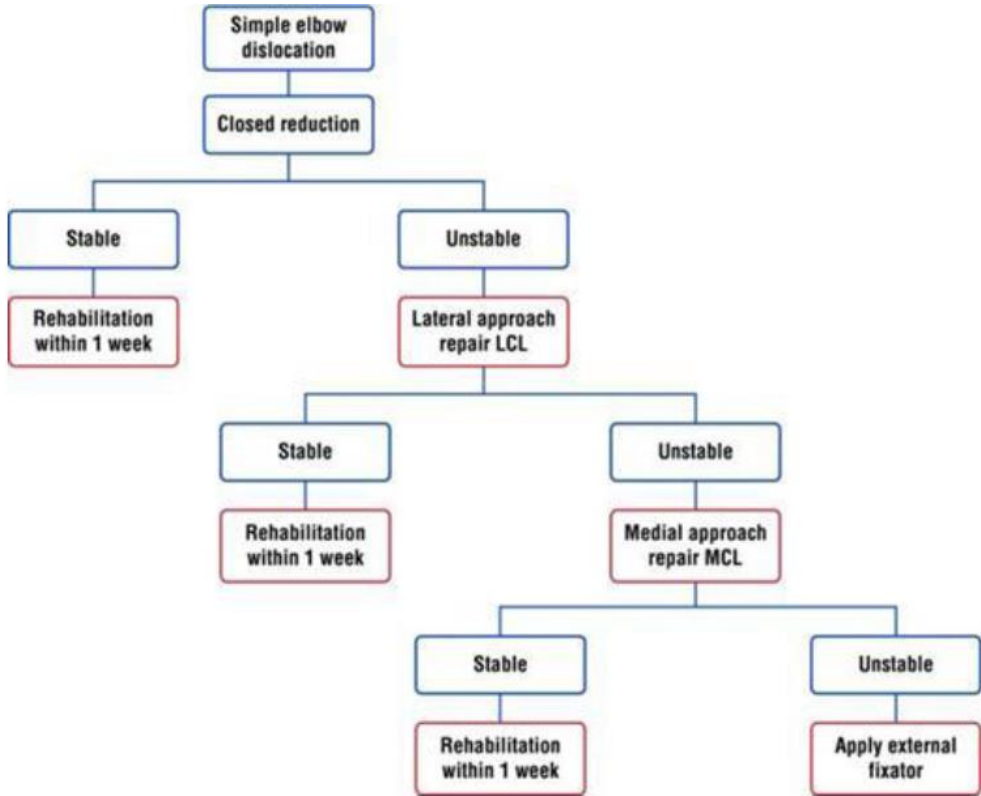 Simple elbow
dislocation
Closed reduction
Stable
Unstable
Rehabilitation
within 1 week
Lateral approach
repair LCL
Stable
Unstable
Rehabilitation
within 1 week
Medial approach
repair MCL
Stable
Unstable
Rehabilitation
within 1 week
Apply external
fixator